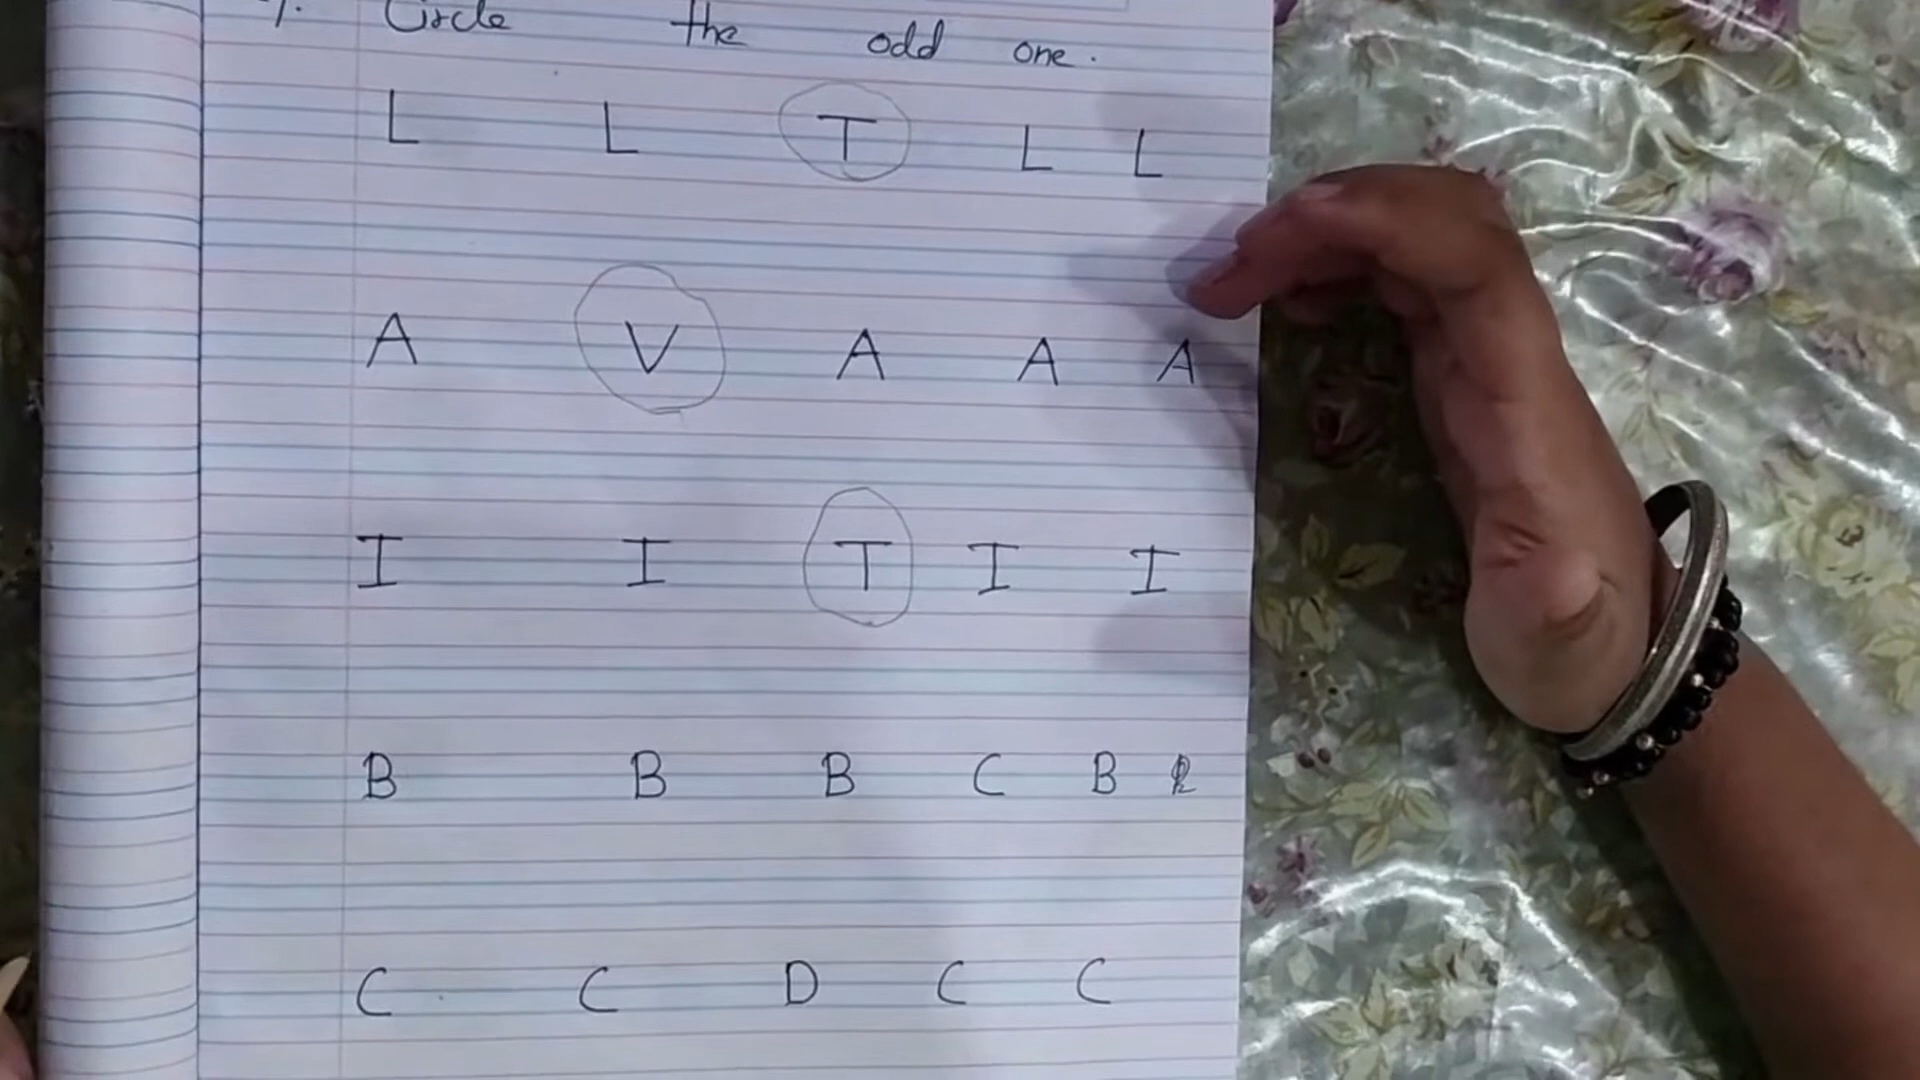 Circle the odd one.
L L T L L
A V A A A
I I T I I
B B B C B
C C D C C